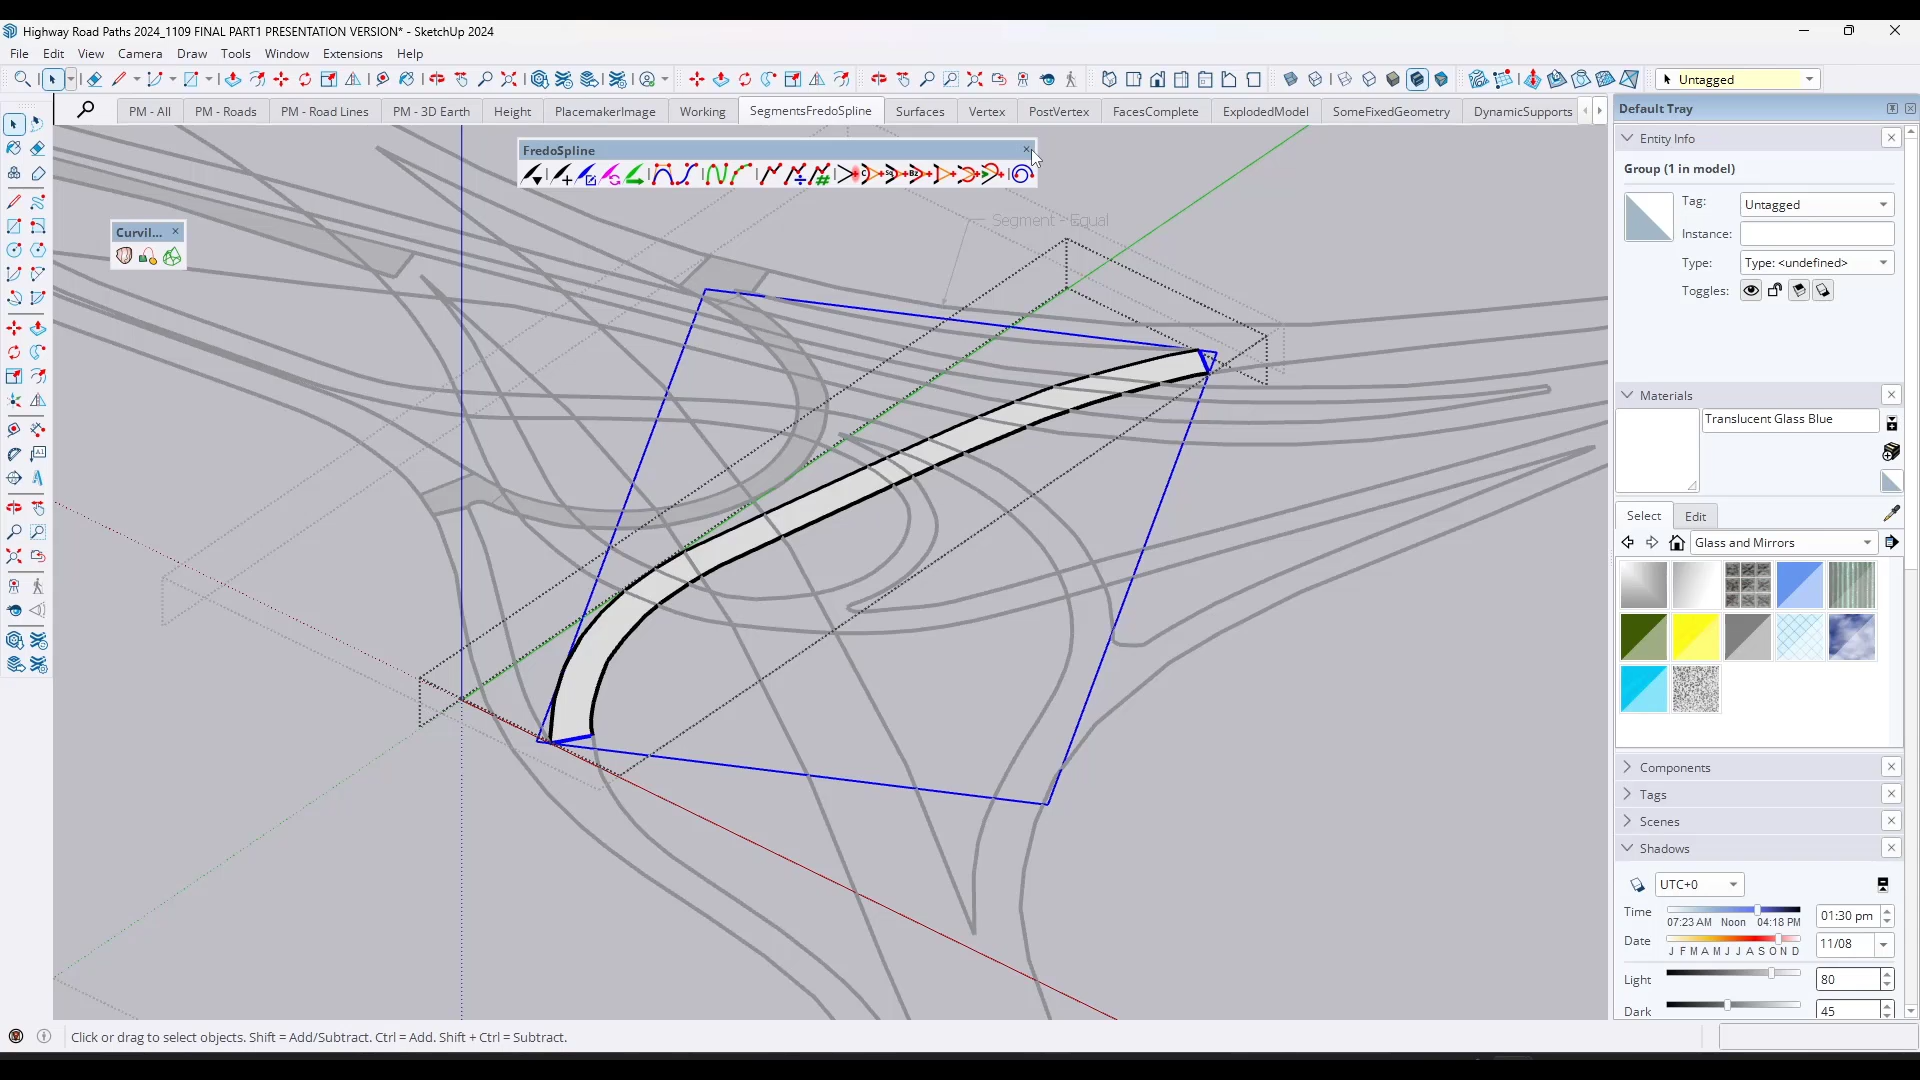 Highway Road Paths 2024_1109 FINAL PART1 PRESENTATION VERSION* - SketchUp 2024
File Edit View Camera Draw Tools Window Extensions Help
Untagged
PM - All PM - Roads PM - Road Lines PM - 3D Earth Height PlacemakerImage Working SegmentsFredoSpline Surfaces Vertex PostVertex FacesComplete ExplodedModel SomeFixedGeometry DynamicSupports
FredoSpline
Curvil...
Segment - Equal
Default Tray
Entity Info
Group (1 in model)
Tag: Untagged
Instance:
Type: Type: <undefined>
Toggles:
Materials
Translucent Glass Blue
Select Edit
Glass and Mirrors
Components
Tags
Scenes
Shadows
UTC+0
Time 01:30 pm
07:23 AM Noon 04:18 PM
Date 11/08
J F M A M J J A S O N D
Light 80
Dark 45
Click or drag to select objects. Shift = Add/Subtract. Ctrl = Add. Shift + Ctrl = Subtract.